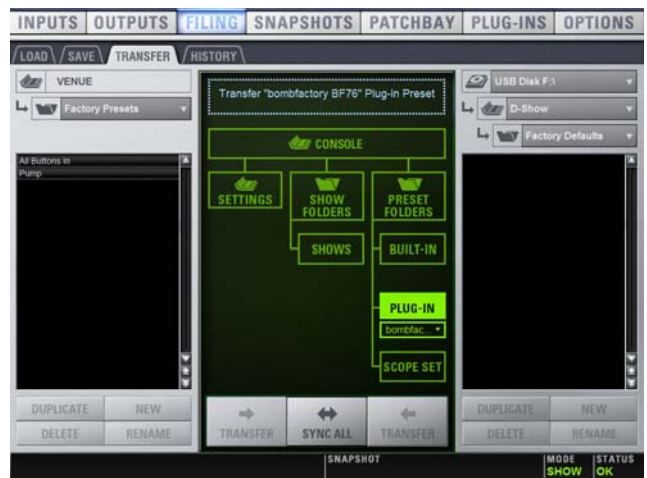 INPUTS OUTPUTS FILING SNAPSHOTS PATCHBAY PLUG-INS OPTIONS
LOAD SAVE TRANSFER HISTORY
VENUE
Factory Presets
All Buttons In
Pump
DUPLICATE NEW
DELETE RENAME
Transfer "bombfactory BF76" Plug-In Preset
CONSOLE
SETTINGS
SHOW
FOLDERS
PRESET
FOLDERS
SHOWS
BUILT-IN
PLUG-IN
bombfac...
SCOPE SET
TRANSFER SYNC ALL TRANSFER
USB Disk F:\
D-Show
Factory Defaults
DUPLICATE NEW
DELETE RENAME
SNAPSHOT
MODE STATUS
SHOW OK